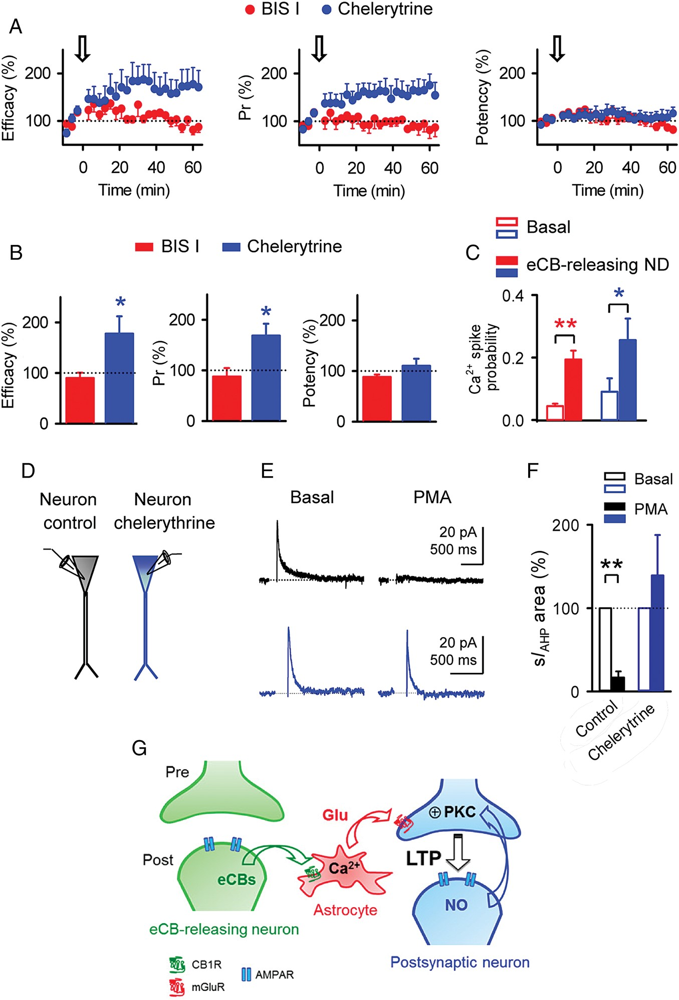 BIS I Chelerytrine
A
Efficacy (%)
200
100
0 20 40 60
Time (min)
Pr (%)
200
100
0 20 40 60
Time (min)
Potenccy (%)
200
100
0 20 40 60
Time (min)
B
BIS I Chelerytrine
Efficacy (%)
200
100
0
*
Pr (%)
200
100
0
*
Potency (%)
200
100
0
C
Basal
eCB-releasing ND
Ca2+ spike
probability
0.4
0.2
0.0
**
*
D
Neuron
control
Neuron
chelerythrine
E
Basal
PMA
20 pA
500 ms
20 pA
500 ms
F
Basal
PMA
sIAHP area (%)
200
100
0
**
Control
Chelerytrine
G
Pre
Post
eCBs
eCB-releasing neuron
Glu
Ca2+
Astrocyte
+ PKC
LTP
NO
Postsynaptic neuron
CB1R
mGluR
AMPAR